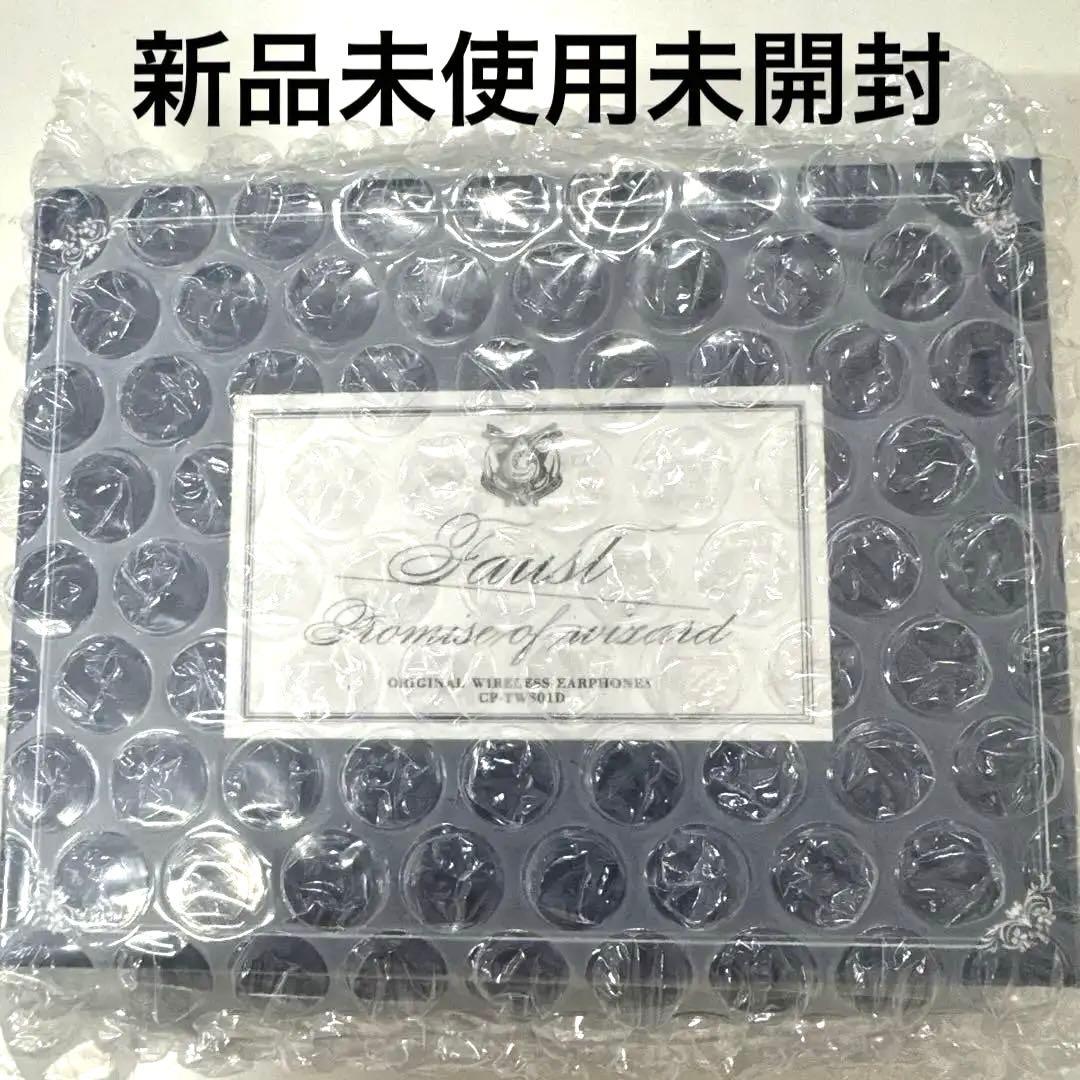 新品未使用未開封
Faust
Promise of wizard
ORIGINAL WIRELESS EARPHONES
CP-TWS01D